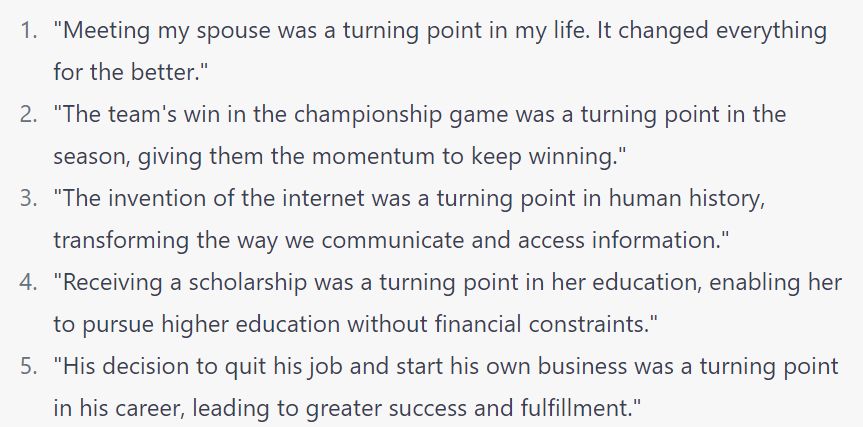 1. "Meeting my spouse was a turning point in my life. It changed everything
for the better."
2. "The team's win in the championship game was a turning point in the
season, giving them the momentum to keep winning."
3. "The invention of the internet was a turning point in human history,
transforming the way we communicate and access information."
4. "Receiving a scholarship was a turning point in her education, enabling her
to pursue higher education without financial constraints."
5. "His decision to quit his job and start his own business was a turning point
in his career, leading to greater success and fulfillment."